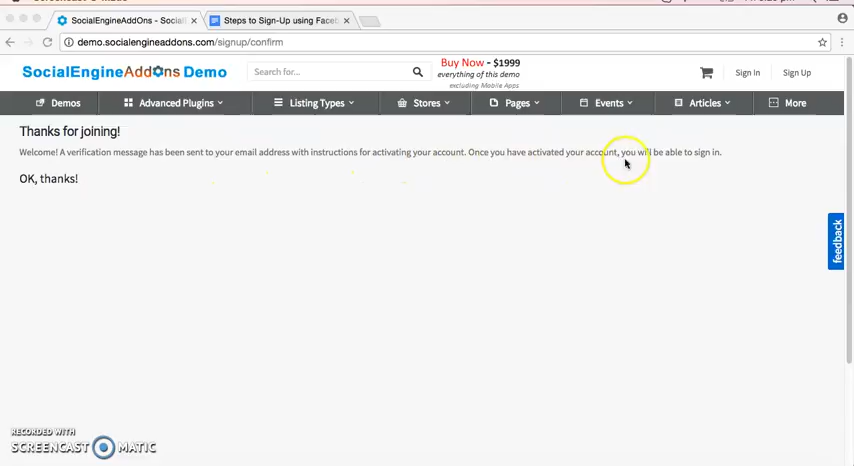 SocialEngineAddOns - Sociali
Steps to Sign-Up using Faceb
demo.socialengineaddons.com/signup/confirm
SocialEngineAddOns Demo
Search for...
Buy Now - $1999
everything of this demo
excluding Mobile Apps
Sign In
Sign Up
Demos
Advanced Plugins
Listing Types
Stores
Pages
Events
Articles
More
Thanks for joining!
Welcome! A verification message has been sent to your email address with instructions for activating your account. Once you have activated your account, you will be able to sign in.
OK, thanks!
feedback
RECORDED WITH
SCREENCAST MATIC